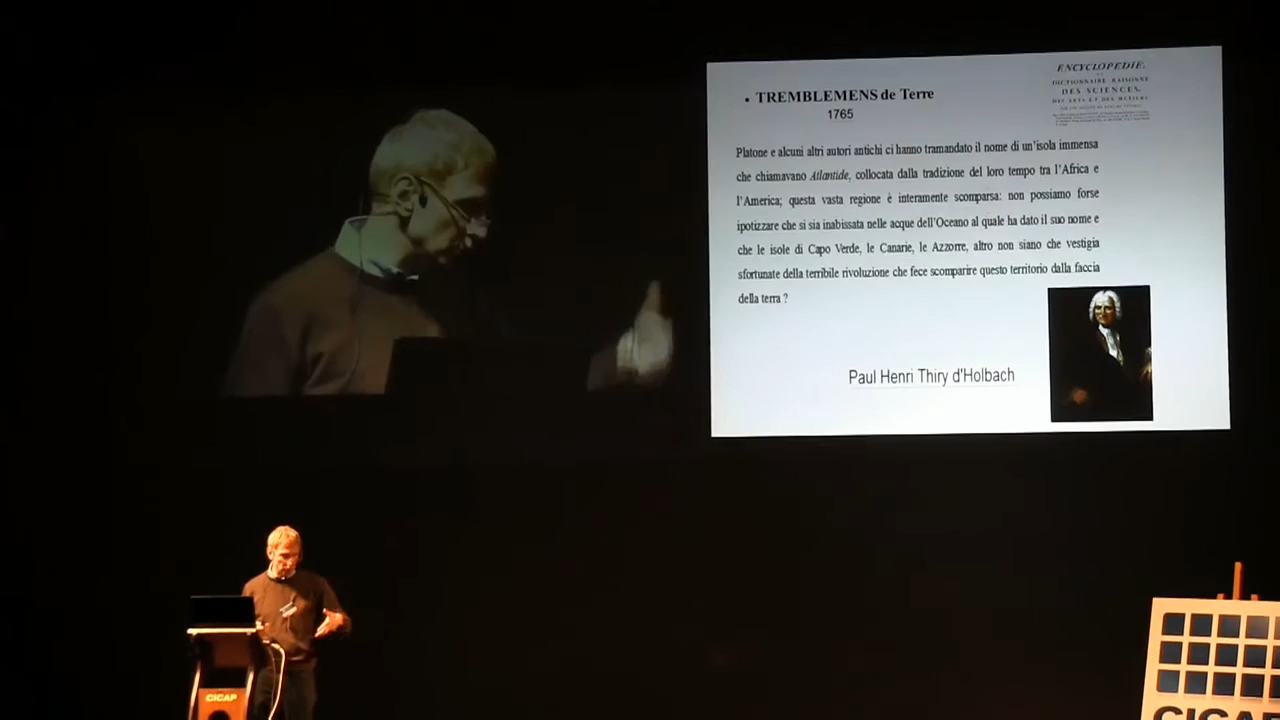 ENCYCLOPEDIE,
DICTIONNAIRE RAISONNÉ
DES SCIENCES,
DES ARTS ET DES MÉTIERS,
• TREMBLEMENS de Terre
1765
Platone e alcuni altri autori antichi ci hanno tramandato il nome di un'isola immensa
che chiamavano Atlantide, collocata dalla tradizione del loro tempo tra l'Africa e
l'America; questa vasta regione è interamente scomparsa: non possiamo forse
ipotizzare che si sia inabissata nelle acque dell'Oceano al quale ha dato il suo nome e
che le isole di Capo Verde, le Canarie, le Azzorre, altro non siano che vestigia
sfortunate della terribile rivoluzione che fece scomparire questo territorio dalla faccia
della terra ?
Paul Henri Thiry d'Holbach
CICAP
CICAP